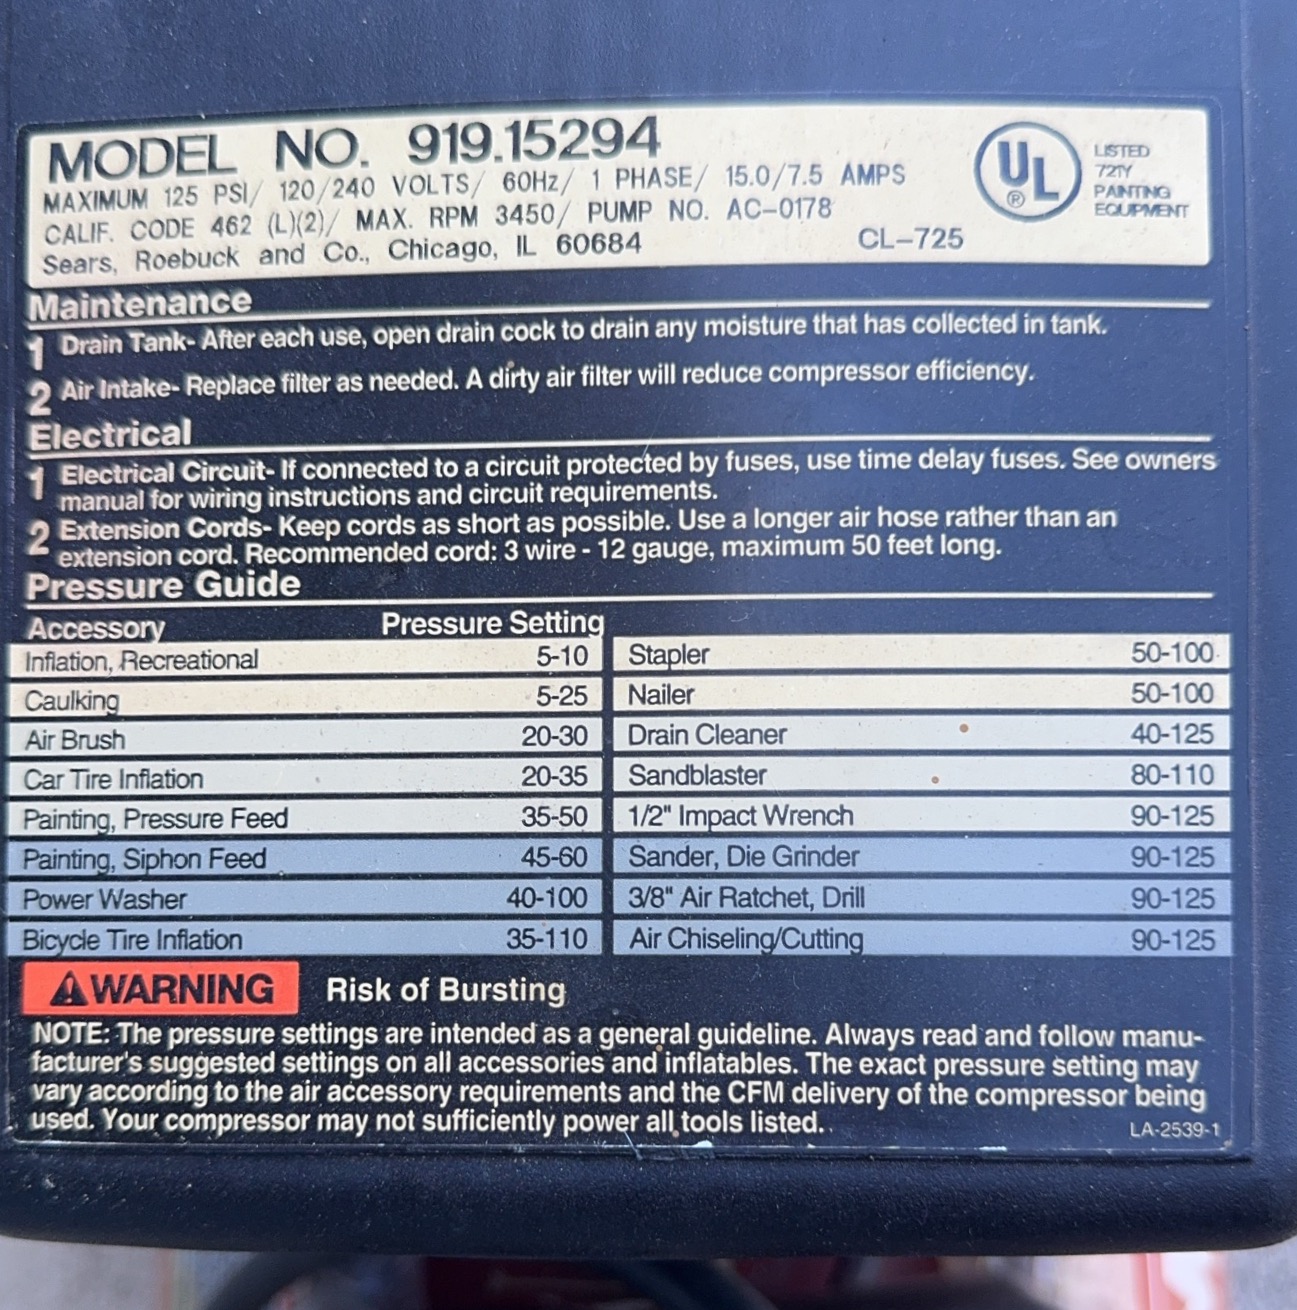 MODEL NO. 919.15294
MAXIMUM 125 PSI/ 120/240 VOLTS/ 60Hz/ 1 PHASE/ 15.0/7.5 AMPS
CALIF. CODE 462 (L)(2)/ MAX. RPM 3450/ PUMP NO. AC-0178
Sears, Roebuck and Co., Chicago, IL 60684
CL-725
UL
®
LISTED
72TY
PAINTING
EQUIPMENT
Maintenance
1 Drain Tank- After each use, open drain cock to drain any moisture that has collected in tank.
2 Air Intake- Replace filter as needed. A dirty air filter will reduce compressor efficiency.
Electrical
1 Electrical Circuit- If connected to a circuit protected by fuses, use time delay fuses. See owners
manual for wiring instructions and circuit requirements.
2 Extension Cords- Keep cords as short as possible. Use a longer air hose rather than an
extension cord. Recommended cord: 3 wire - 12 gauge, maximum 50 feet long.
Pressure Guide
Accessory Pressure Setting
Inflation, Recreational 5-10
Caulking 5-25
Air Brush 20-30
Car Tire Inflation 20-35
Painting, Pressure Feed 35-50
Painting, Siphon Feed 45-60
Power Washer 40-100
Bicycle Tire Inflation 35-110
Stapler 50-100
Nailer 50-100
Drain Cleaner 40-125
Sandblaster 80-110
1/2" Impact Wrench 90-125
Sander, Die Grinder 90-125
3/8" Air Ratchet, Drill 90-125
Air Chiseling/Cutting 90-125
WARNING Risk of Bursting
NOTE: The pressure settings are intended as a general guideline. Always read and follow manu-
facturer's suggested settings on all accessories and inflatables. The exact pressure setting may
vary according to the air accessory requirements and the CFM delivery of the compressor being
used. Your compressor may not sufficiently power all tools listed.
LA-2539-1